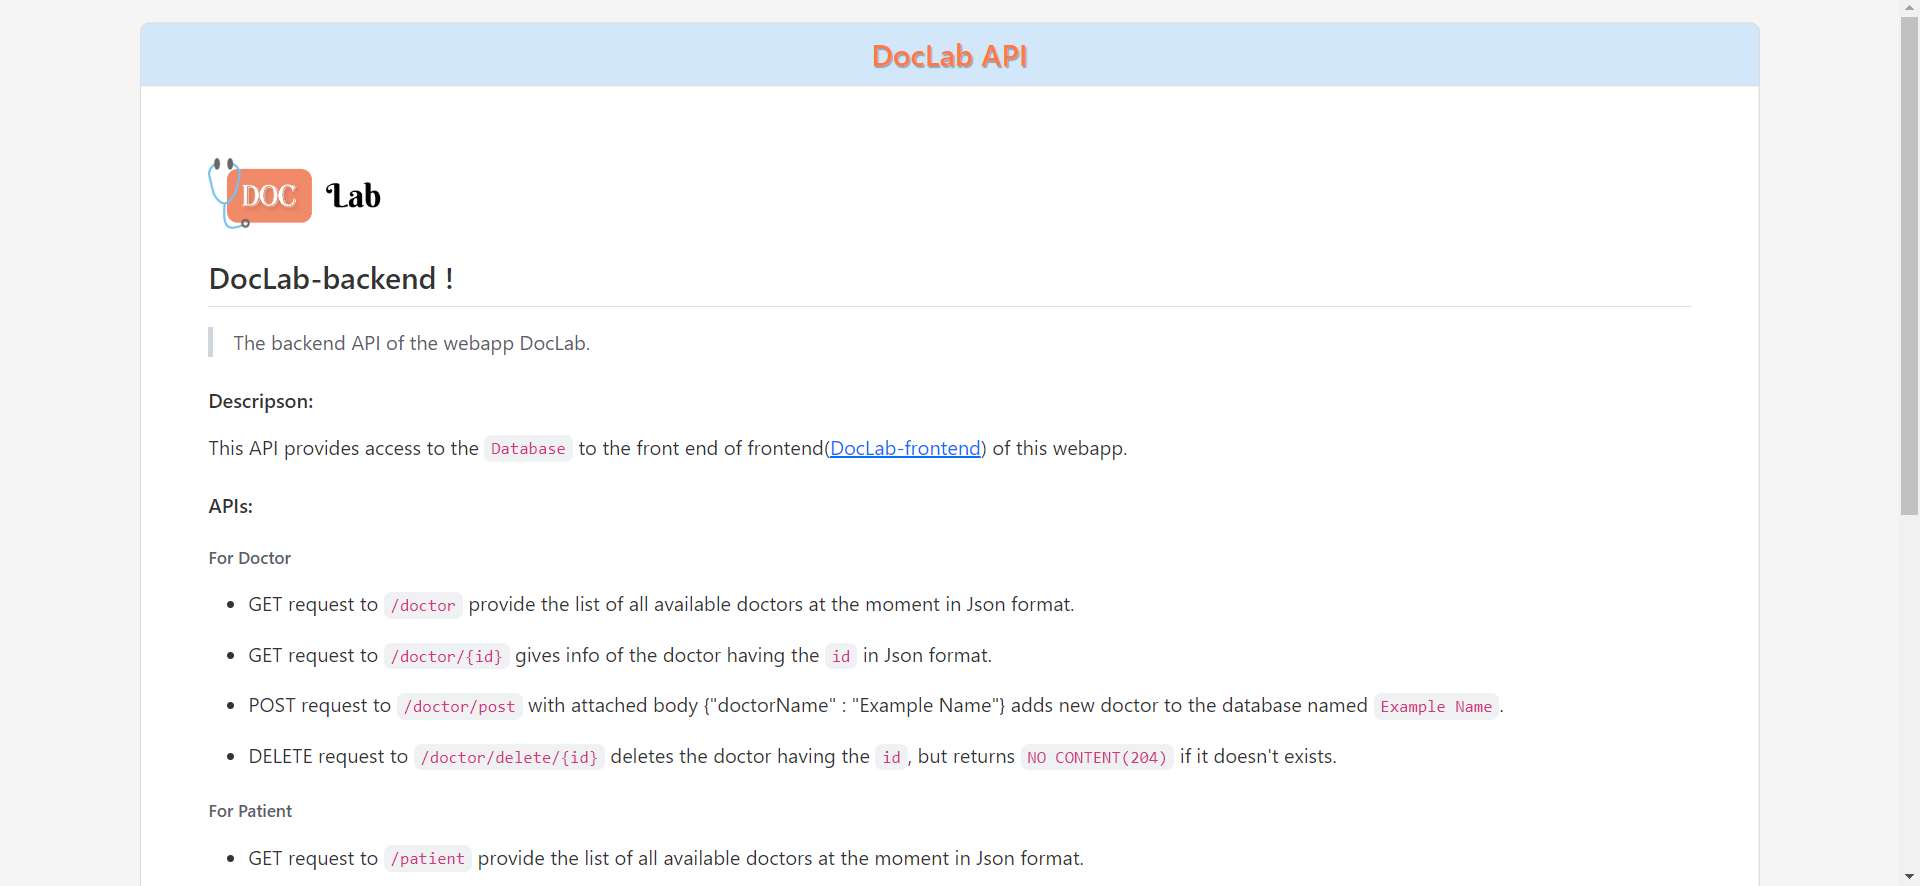 DocLab API
DOC Lab
DocLab-backend !
The backend API of the webapp DocLab.
Descripson:
This API provides access to the Database to the front end of frontend(DocLab-frontend) of this webapp.
APIs:
For Doctor
GET request to /doctor provide the list of all available doctors at the moment in Json format.
GET request to /doctor/{id} gives info of the doctor having the id in Json format.
POST request to /doctor/post with attached body {"doctorName" : "Example Name"} adds new doctor to the database named Example Name.
DELETE request to /doctor/delete/{id} deletes the doctor having the id, but returns NO CONTENT(204) if it doesn't exists.
For Patient
GET request to /patient provide the list of all available doctors at the moment in Json format.